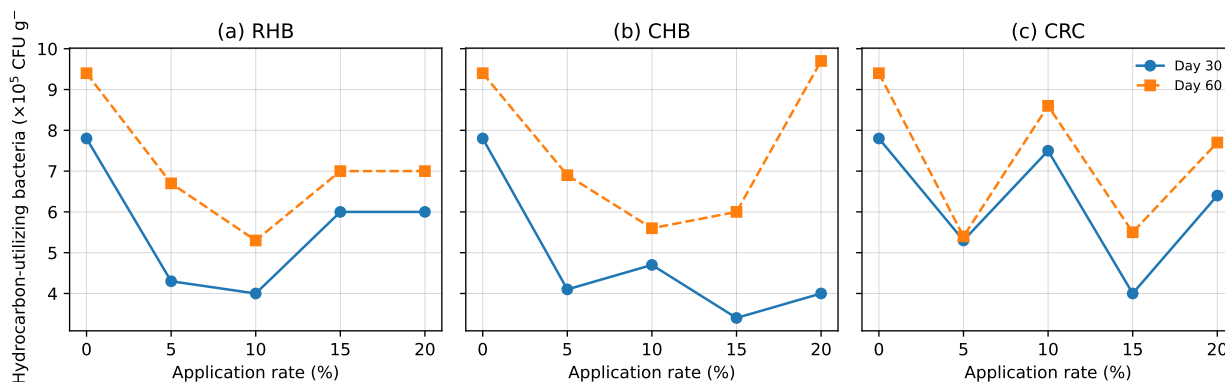 (a) RHB
(b) CHB
(c) CRC
Hydrocarbon-utilizing bacteria (×10⁵ CFU g⁻
10
9
8
7
6
5
4
Day 30
Day 60
0 5 10 15 20
0 5 10 15 20
0 5 10 15 20
Application rate (%)
Application rate (%)
Application rate (%)